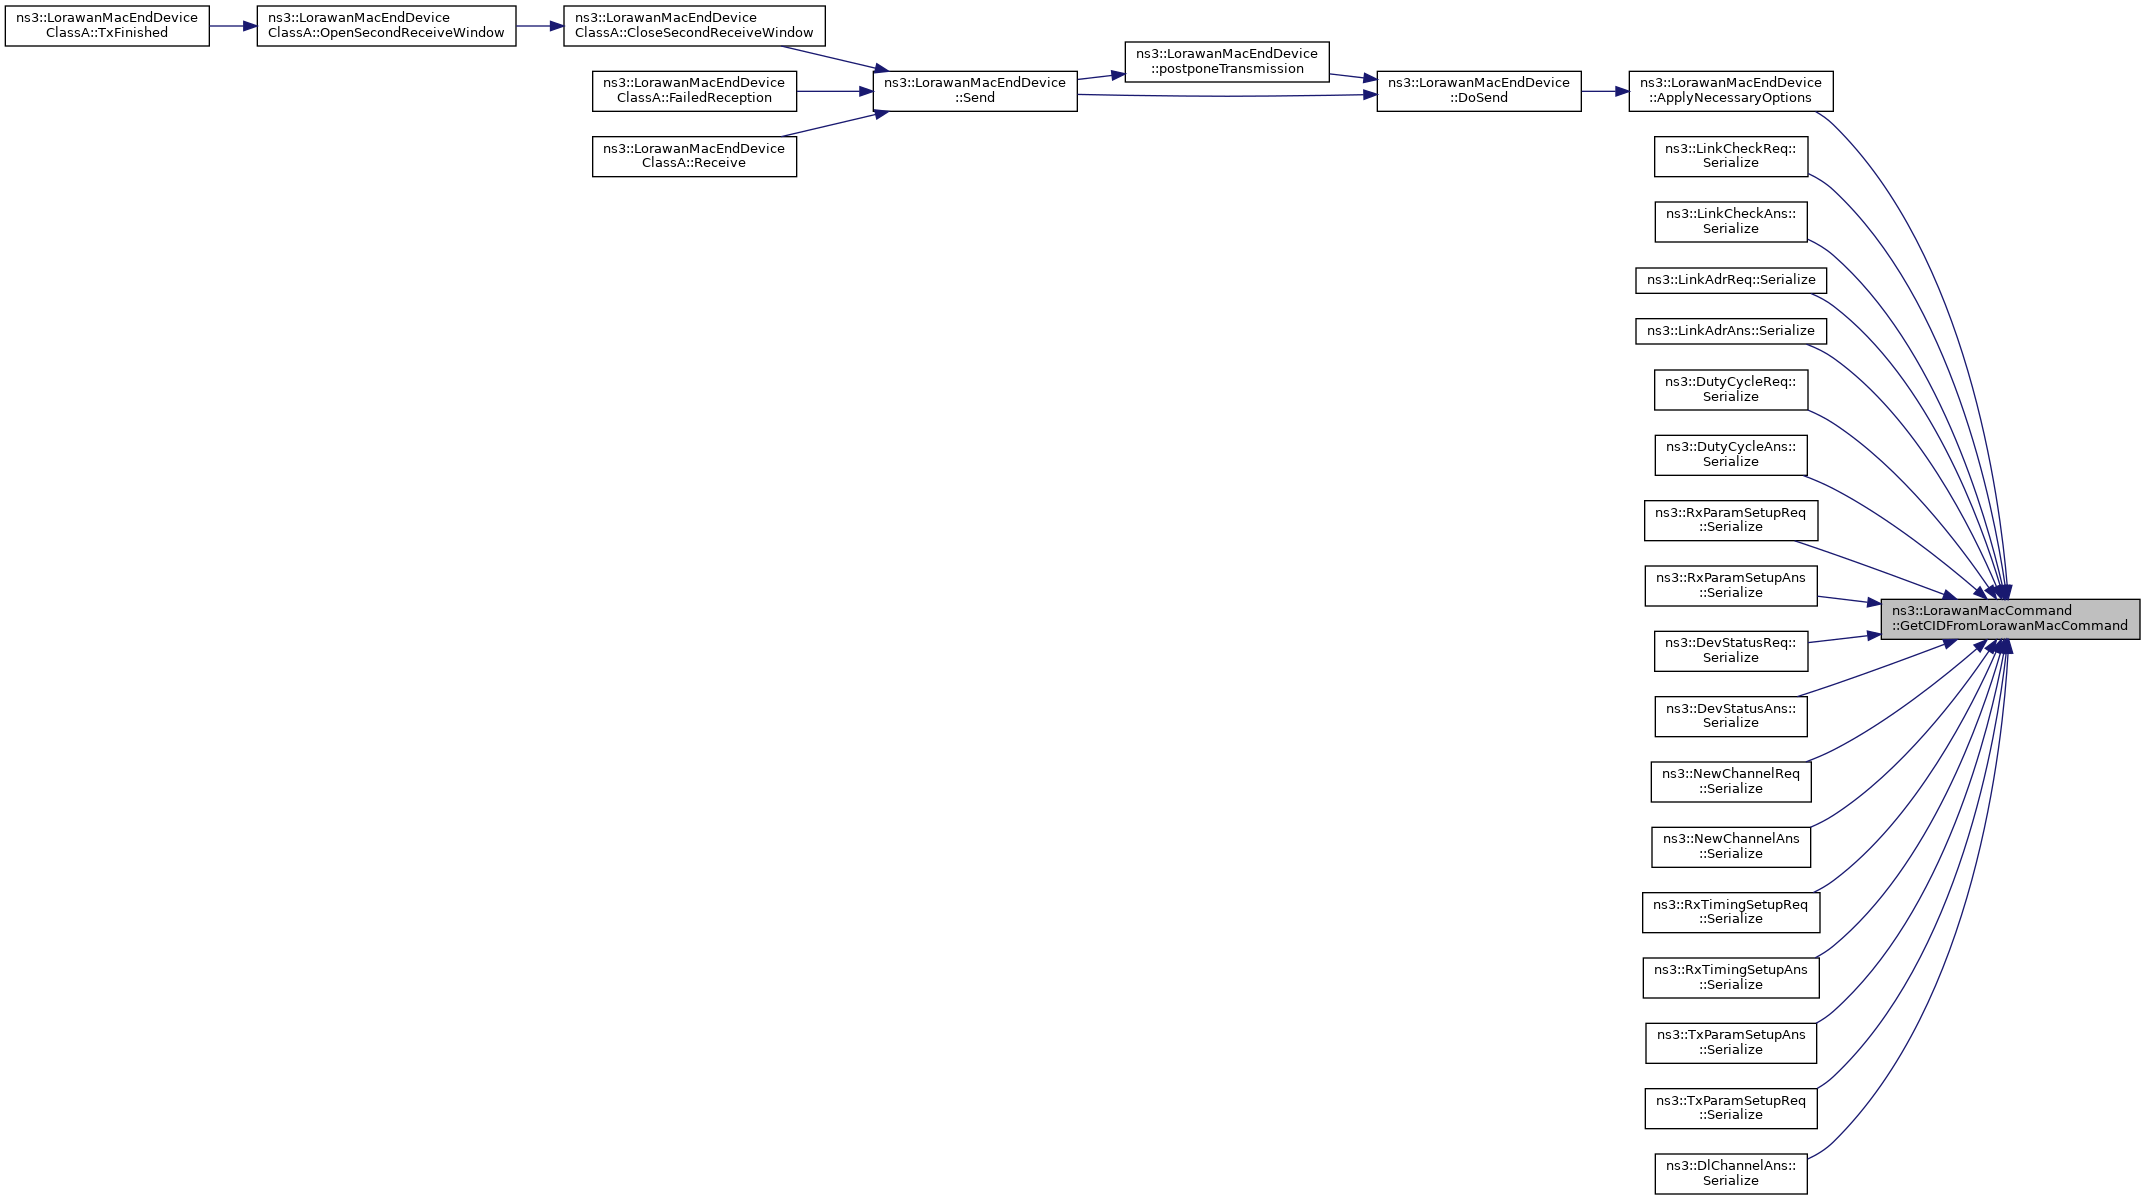 ns3::LorawanMacEndDevice
ClassA::TxFinished
ns3::LorawanMacEndDevice
ClassA::OpenSecondReceiveWindow
ns3::LorawanMacEndDevice
ClassA::CloseSecondReceiveWindow
ns3::LorawanMacEndDevice
ClassA::FailedReception
ns3::LorawanMacEndDevice
ClassA::Receive
ns3::LorawanMacEndDevice
::Send
ns3::LorawanMacEndDevice
::postponeTransmission
ns3::LorawanMacEndDevice
::DoSend
ns3::LorawanMacEndDevice
::ApplyNecessaryOptions
ns3::LinkCheckReq::
Serialize
ns3::LinkCheckAns::
Serialize
ns3::LinkAdrReq::Serialize
ns3::LinkAdrAns::Serialize
ns3::DutyCycleReq::
Serialize
ns3::DutyCycleAns::
Serialize
ns3::RxParamSetupReq
::Serialize
ns3::RxParamSetupAns
::Serialize
ns3::DevStatusReq::
Serialize
ns3::DevStatusAns::
Serialize
ns3::NewChannelReq
::Serialize
ns3::NewChannelAns
::Serialize
ns3::RxTimingSetupReq
::Serialize
ns3::RxTimingSetupAns
::Serialize
ns3::TxParamSetupAns
::Serialize
ns3::TxParamSetupReq
::Serialize
ns3::DlChannelAns::
Serialize
ns3::LorawanMacCommand
::GetCIDFromLorawanMacCommand